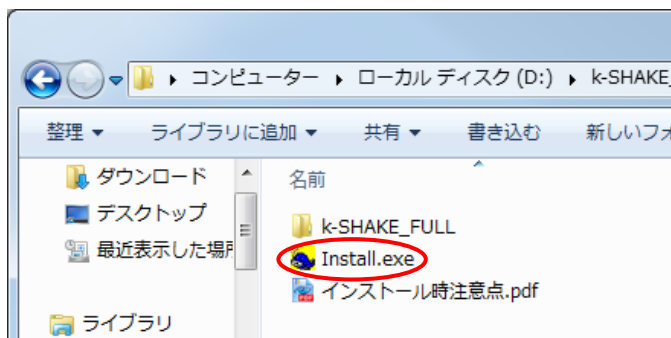 コンピューター ▸ ローカル ディスク (D:) ▸ k-SHAKE_
整理 ▼ ライブラリに追加 ▼ 共有 ▼ 書き込む 新しいフォ
ダウンロード
デスクトップ
最近表示した場所
ライブラリ
名前
k-SHAKE_FULL
Install.exe
インストール時注意点.pdf